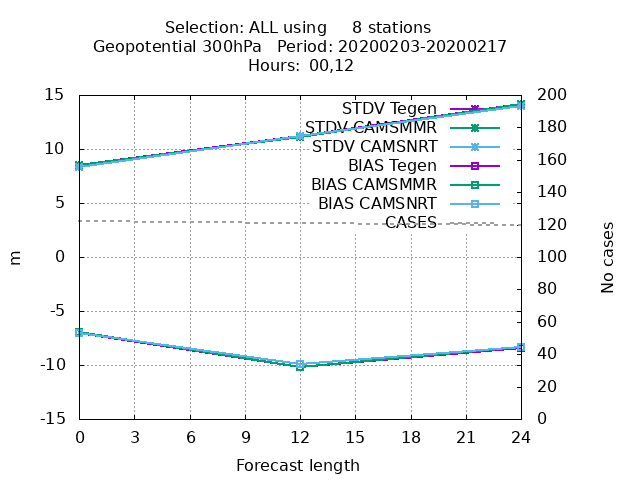 Selection: ALL using     8 stations
Geopotential 300hPa   Period: 20200203-20200217
Hours:  00,12
15 200
STDV Tegen
STDV CAMSMMR 180
STDV CAMSNRT
10 160
BIAS Tegen
BIAS CAMSMMR 140
BIAS CAMSNRT
5
CASES 120
m 0 100 No cases
80
-5
60
-10 40
20
-15 0
0 3 6 9 12 15 18 21 24
Forecast length